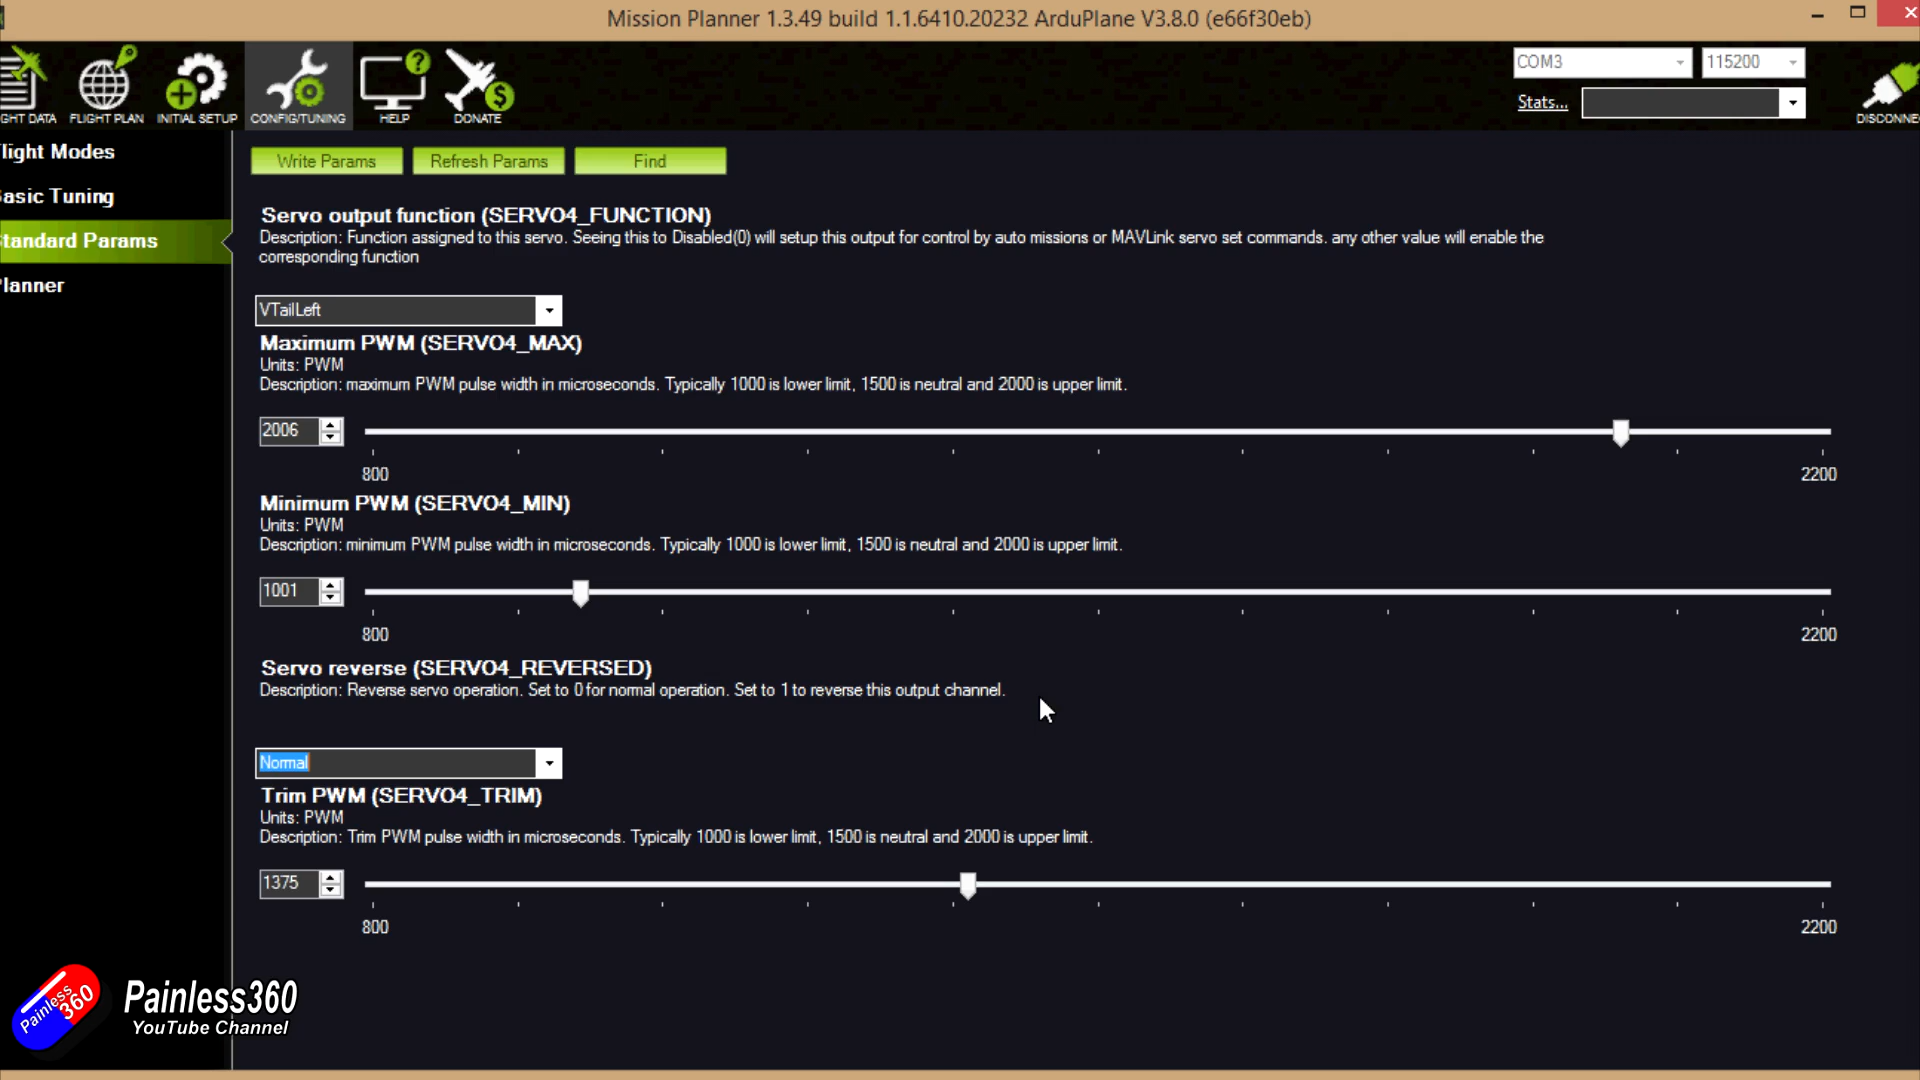 Mission Planner 1.3.49 build 1.1.6410.20232 ArduPlane V3.8.0 (e66f30eb)
GHT DATA
FLIGHT PLAN
INITIAL SETUP
CONFIG/TUNING
HELP
DONATE
COM3
115200
Stats...
DISCONNE
light Modes
asic Tuning
tandard Params
lanner
Write Params
Refresh Params
Find
Servo output function (SERVO4_FUNCTION)
Description: Function assigned to this servo. Seeing this to Disabled(0) will setup this output for control by auto missions or MAVLink servo set commands. any other value will enable the
corresponding function
VTailLeft
Maximum PWM (SERVO4_MAX)
Units: PWM
Description: maximum PWM pulse width in microseconds. Typically 1000 is lower limit, 1500 is neutral and 2000 is upper limit.
2006
800
2200
Minimum PWM (SERVO4_MIN)
Units: PWM
Description: minimum PWM pulse width in microseconds. Typically 1000 is lower limit, 1500 is neutral and 2000 is upper limit.
1001
800
2200
Servo reverse (SERVO4_REVERSED)
Description: Reverse servo operation. Set to 0 for normal operation. Set to 1 to reverse this output channel.
Normal
Trim PWM (SERVO4_TRIM)
Units: PWM
Description: Trim PWM pulse width in microseconds. Typically 1000 is lower limit, 1500 is neutral and 2000 is upper limit.
1375
800
2200
Painless
360
Painless360
YouTube Channel